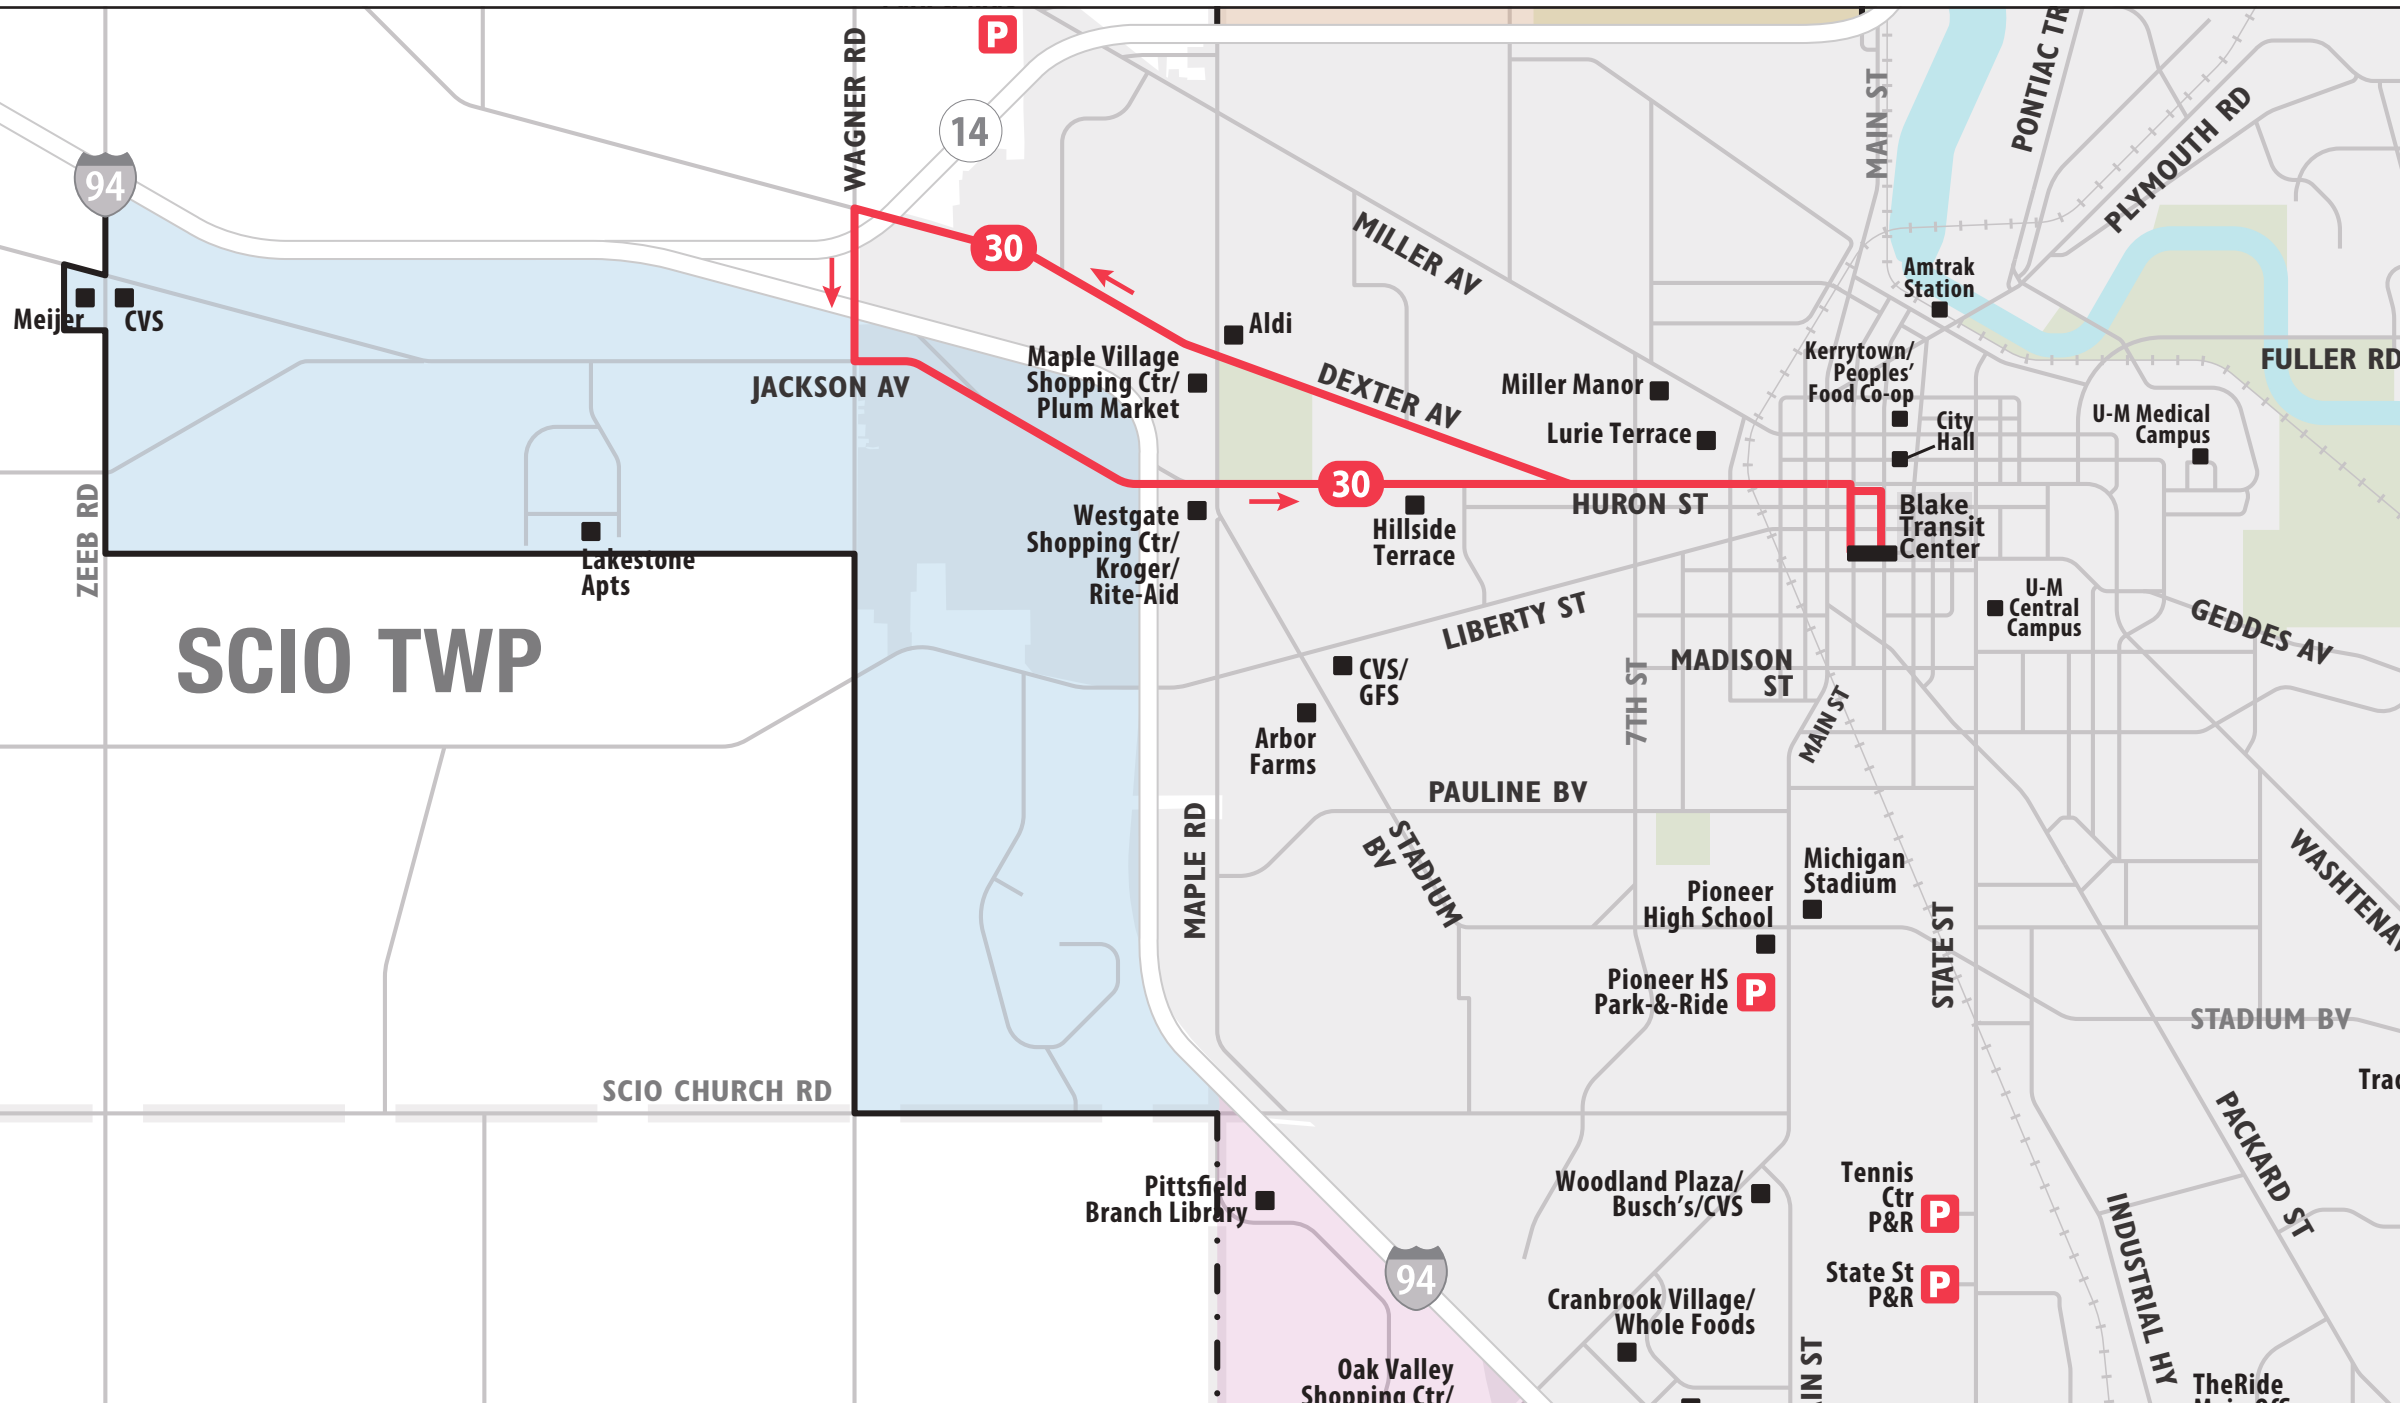 P
WAGNER RD
14
94
MAIN ST
PLYMOUTH RD
30
MILLER AV
Amtrak
Station
Meijer
CVS
Aldi
Maple Village
Shopping Ctr/
Plum Market
JACKSON AV
DEXTER AV
Miller Manor
Lurie Terrace
Kerrytown/
Peoples'
Food Co-op
City
Hall
FULLER RD
U-M Medical
Campus
30
HURON ST
Hillside
Terrace
Westgate
Shopping Ctr/
Kroger/
Rite-Aid
Blake
Transit
Center
ZEEB RD
Lakestone
Apts
SCIO TWP
LIBERTY ST
U-M
Central
Campus
GEDDES AV
MADISON
ST
7TH ST
MAIN ST
CVS/
GFS
Arbor
Farms
PAULINE BV
MAPLE RD
STADIUM
BV
Michigan
Stadium
Pioneer
High School
Pioneer HS
Park-&-Ride
P
STATE ST
STADIUM BV
SCIO CHURCH RD
PACKARD ST
Pittsfield
Branch Library
Woodland Plaza/
Busch's/CVS
Tennis
Ctr
P&R
P
State St
P&R
P
INDUSTRIAL HY
94
Cranbrook Village/
Whole Foods
Oak Valley
Shopping Ctr/
TheRide
PONTIAC TR